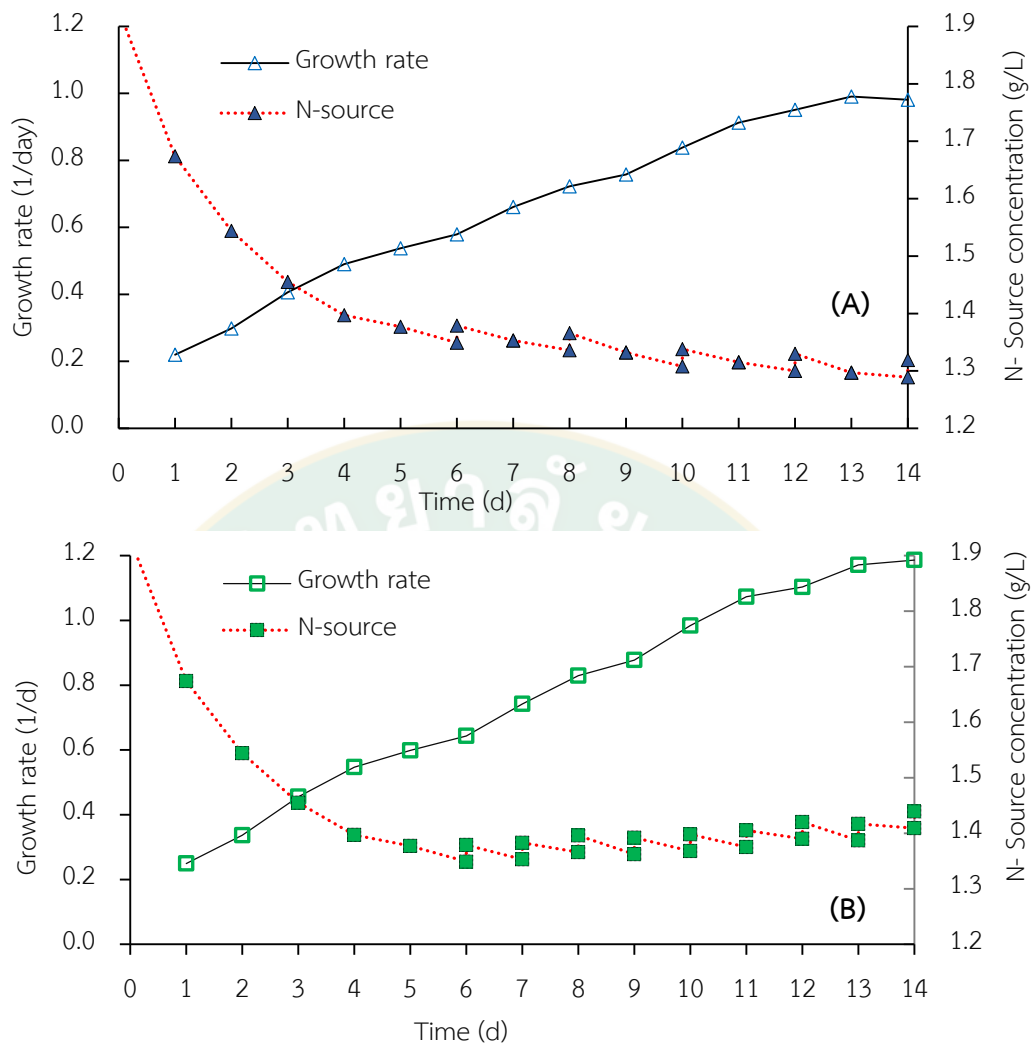 Growth rate
N-source
(A)
Growth rate (1/day)
1.2
1.0
0.8
0.6
0.4
0.2
0.0
N- Source concentration (g/L)
1.9
1.8
1.7
1.6
1.5
1.4
1.3
1.2
0 1 2 3 4 5 6 7 8 9 10 11 12 13 14
Time (d)
Growth rate
N-source
(B)
Growth rate (1/d)
1.2
1.0
0.8
0.6
0.4
0.2
0.0
N- Source concentration (g/L)
1.9
1.8
1.7
1.6
1.5
1.4
1.3
1.2
0 1 2 3 4 5 6 7 8 9 10 11 12 13 14
Time (d)